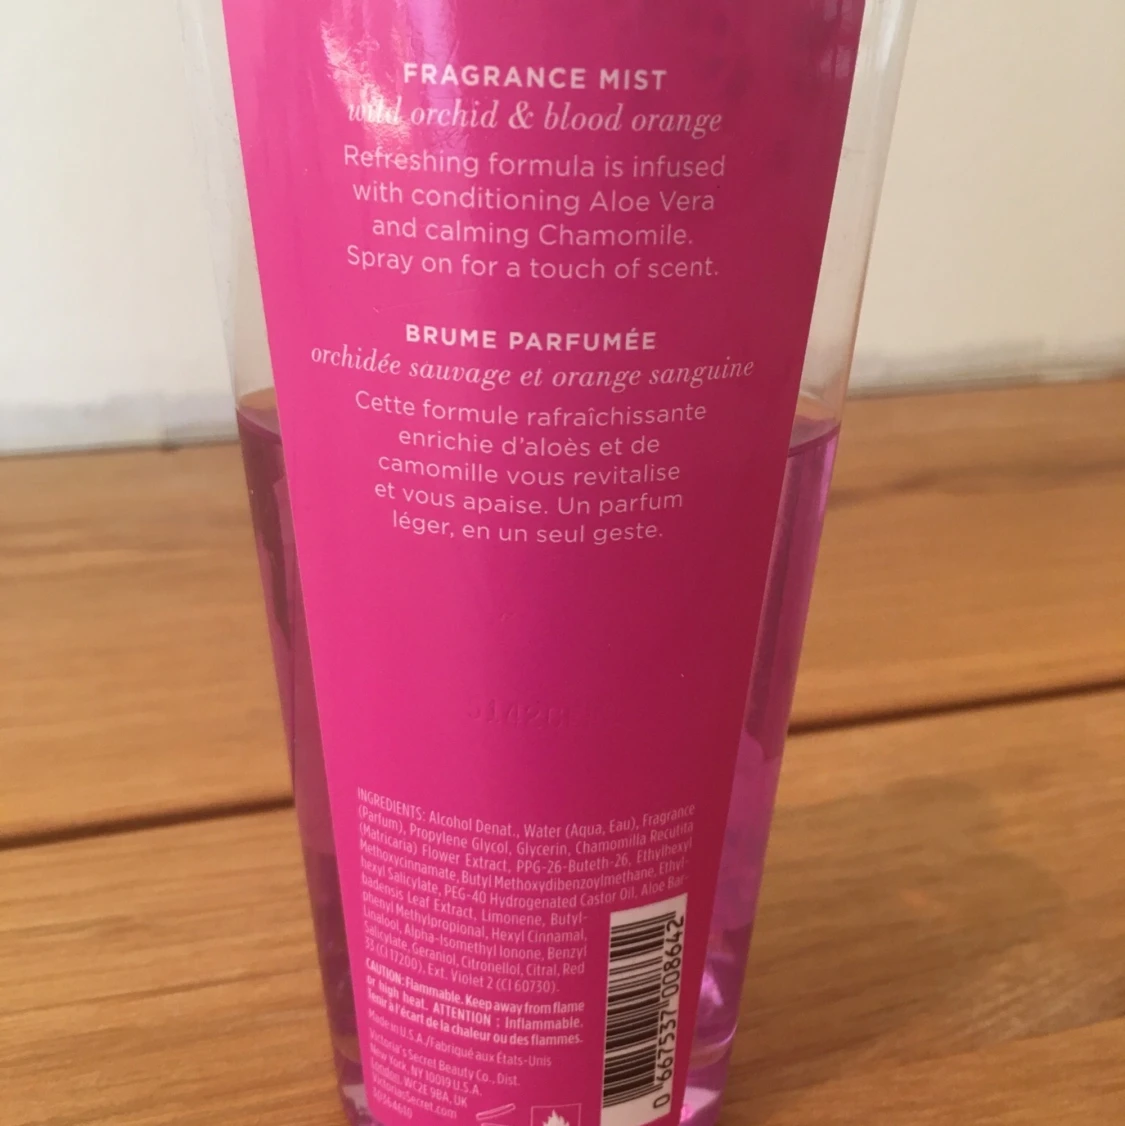 FRAGRANCE MIST
wild orchid & blood orange
Refreshing formula is infused
with conditioning Aloe Vera
and calming Chamomile.
Spray on for a touch of scent.
BRUME PARFUMÉE
orchidée sauvage et orange sanguine
Cette formule rafraîchissante
enrichie d'aloès et de
camomille vous revitalise
et vous apaise. Un parfum
léger, en un seul geste.
INGREDIENTS: Alcohol Denat., Water (Aqua, Eau), Fragrance
(Parfum), Propylene Glycol, Glycerin, Chamomilla Recutita
(Matricaria) Flower Extract, PPG-26-Buteth-26, Ethylhexyl
Methoxycinnamate, Butyl Methoxydibenzoylmethane, Ethyl-
hexyl Salicylate, PEG-40 Hydrogenated Castor Oil, Aloe Bar-
badensis Leaf Extract, Limonene, Butyl-
phenyl Methylpropional, Hexyl Cinnamal,
Linalool, Alpha-Isomethyl Ionone, Benzyl
Salicylate, Geraniol, Citronellol, Citral, Red
33 (CI 17200), Ext. Violet 2 (CI 60730).
CAUTION: Flammable. Keep away from flame
or high heat. ATTENTION : Inflammable.
Tenir à l'écart de la chaleur ou des flammes.
Made in U.S.A./Fabriqué aux États-Unis
Victoria's Secret Beauty Co., Dist.
New York, NY 10019 U.S.A.
London, WC2E 9BA, UK
VictoriasSecret.com
0 667537 008642